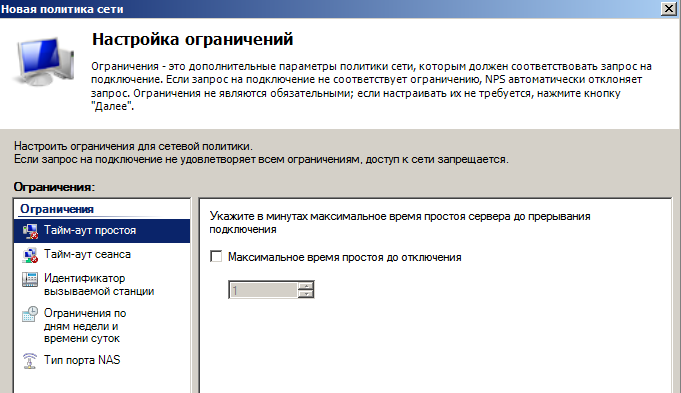 Новая политика сети
Настройка ограничений
Ограничения - это дополнительные параметры политики сети, которым должен соответствовать запрос на
подключение. Если запрос на подключение не соответствует ограничению, NPS автоматически отклоняет
запрос. Ограничения не являются обязательными; если настраивать их не требуется, нажмите кнопку
"Далее".
Настроить ограничения для сетевой политики.
Если запрос на подключение не удовлетворяет всем ограничениям, доступ к сети запрещается.
Ограничения:
Ограничения
Тайм-аут простоя
Тайм-аут сеанса
Идентификатор
вызываемой станции
Ограничения по
дням недели и
времени суток
Тип порта NAS
Укажите в минутах максимальное время простоя сервера до прерывания
подключения
Максимальное время простоя до отключения
1